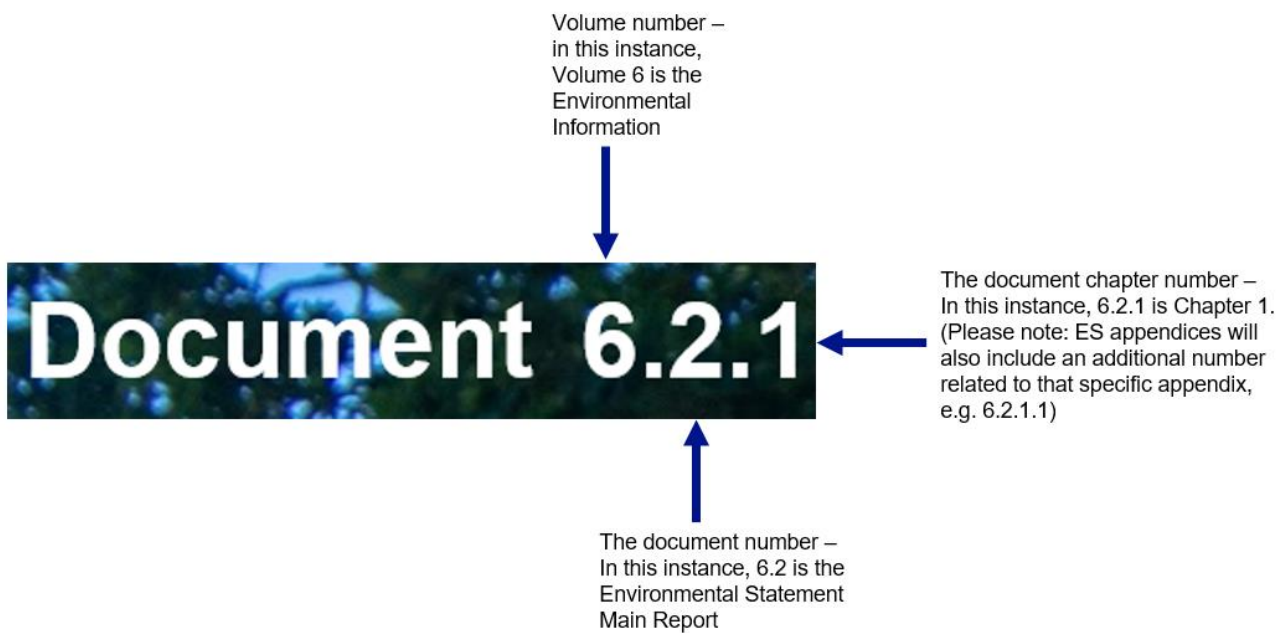 Volume number –
in this instance,
Volume 6 is the
Environmental
Information
Document 6.2.1
The document chapter number –
In this instance, 6.2.1 is Chapter 1.
(Please note: ES appendices will
also include an additional number
related to that specific appendix,
e.g. 6.2.1.1)
The document number –
In this instance, 6.2 is the
Environmental Statement
Main Report